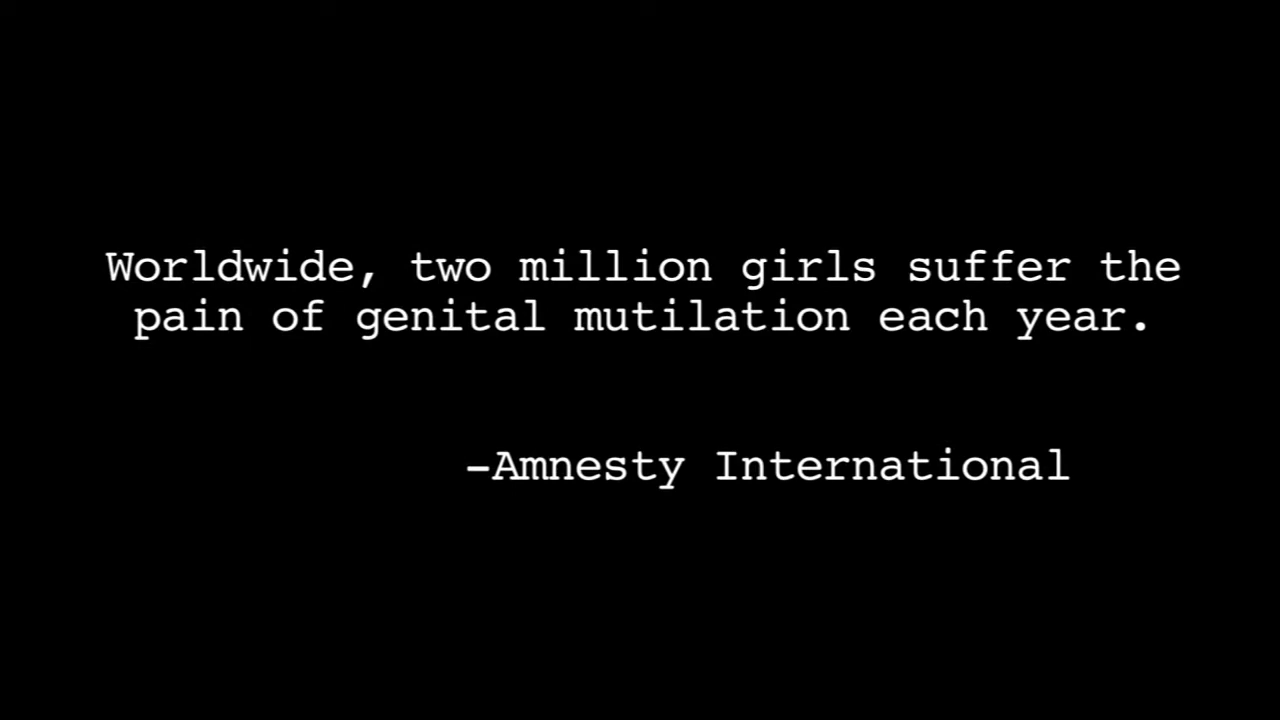 Worldwide, two million girls suffer the
pain of genital mutilation each year.
-Amnesty International